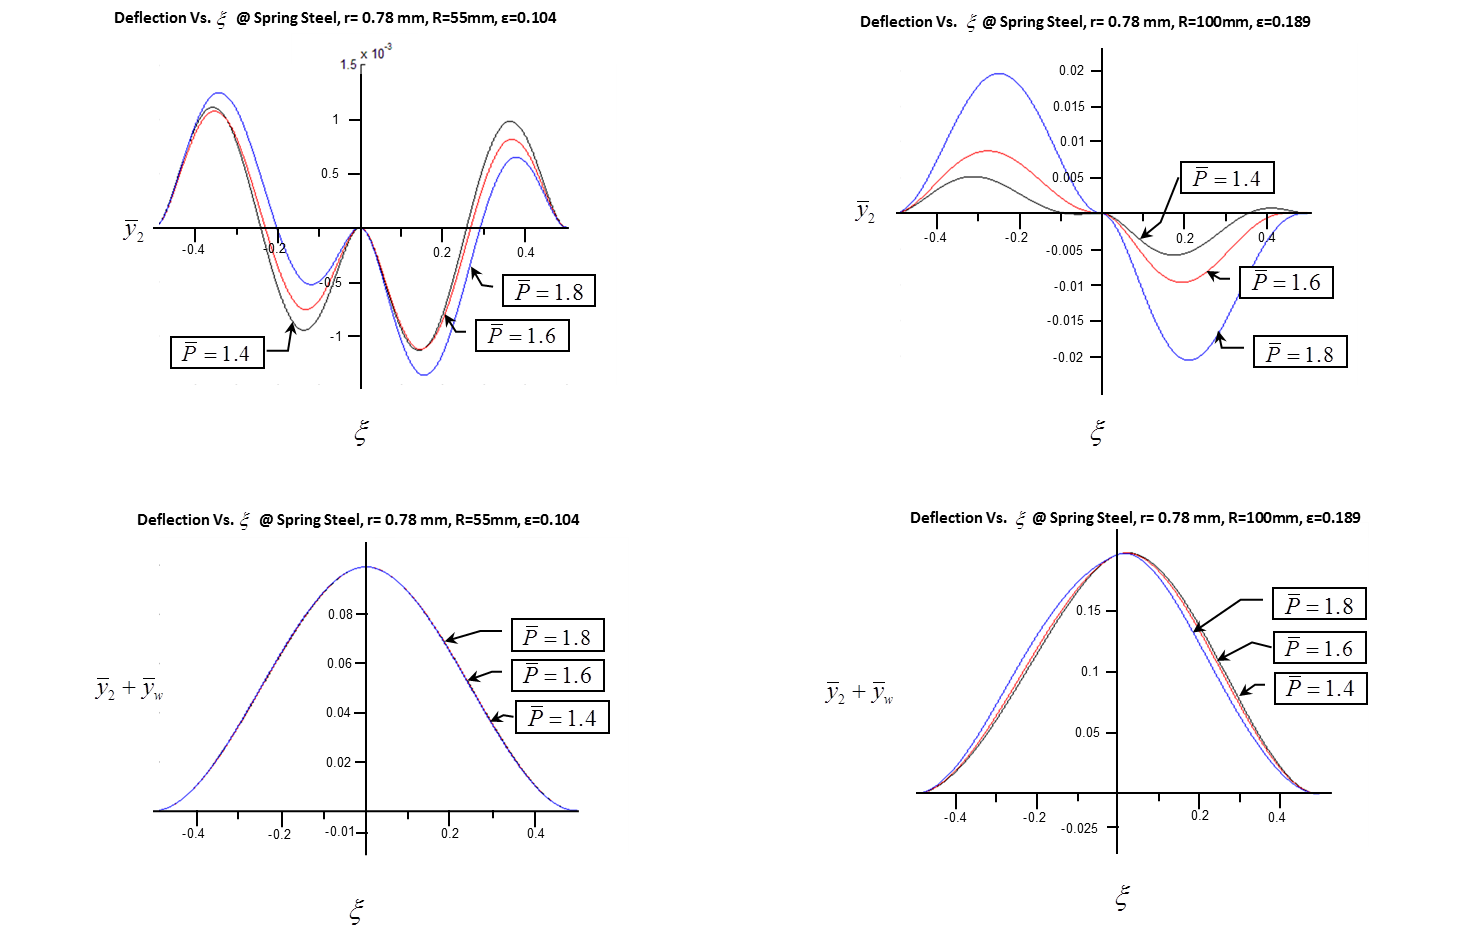 Deflection Vs. ξ @ Spring Steel, r= 0.78 mm, R=55mm, ε=0.104
x 10⁻³
1.5
1
0.5
-0.4
-0.2
0.2
0.4
-0.5
-1
y̅₂
P̅ = 1.8
P̅ = 1.6
P̅ = 1.4
ξ
Deflection Vs. ξ @ Spring Steel, r= 0.78 mm, R=100mm, ε=0.189
0.02
0.015
0.01
0.005
-0.4
-0.2
0.2
0.4
-0.005
-0.01
-0.015
-0.02
y̅₂
P̅ = 1.4
P̅ = 1.6
P̅ = 1.8
ξ
Deflection Vs. ξ @ Spring Steel, r= 0.78 mm, R=55mm, ε=0.104
0.08
0.06
0.04
0.02
-0.01
-0.4
-0.2
0.2
0.4
y̅₂ + y̅w
P̅ = 1.8
P̅ = 1.6
P̅ = 1.4
ξ
Deflection Vs. ξ @ Spring Steel, r= 0.78 mm, R=100mm, ε=0.189
0.15
0.1
0.05
-0.025
-0.4
-0.2
0.2
0.4
y̅₂ + y̅w
P̅ = 1.8
P̅ = 1.6
P̅ = 1.4
ξ